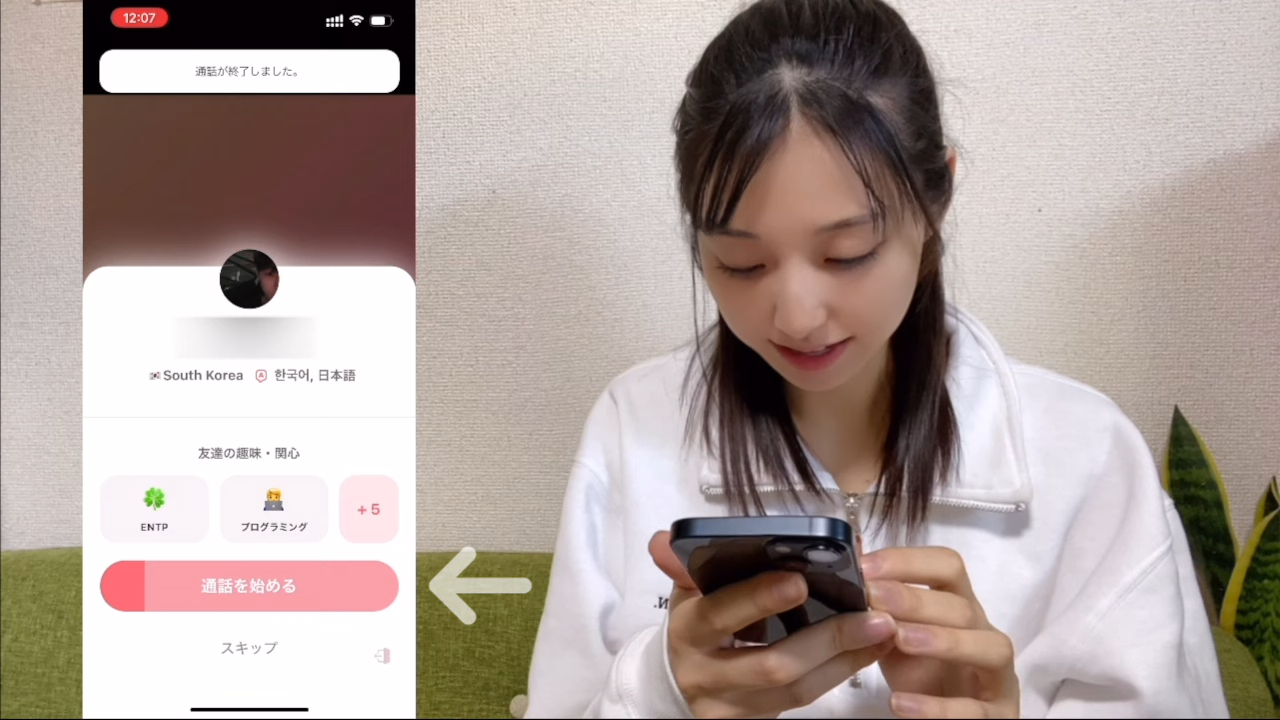 12:07
通話が終了しました。
South Korea 한국어, 日本語
友達の趣味・関心
ENTP
プログラミング
+5
通話を始める
スキップ